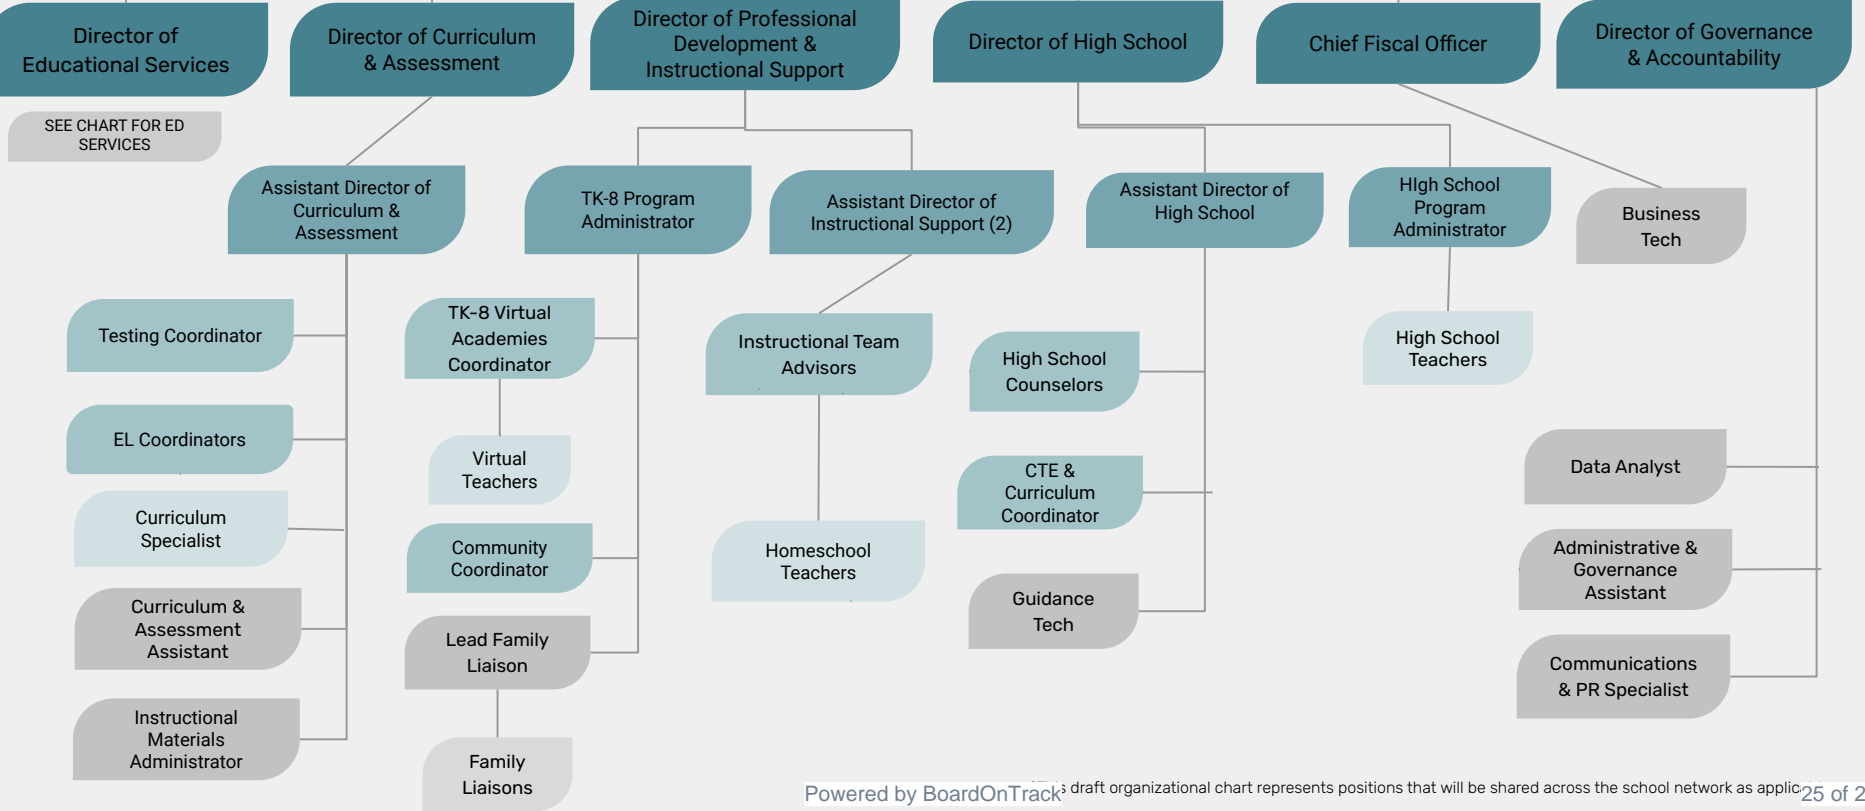 Director of
Educational Services
Director of Curriculum
& Assessment
Director of Professional
Development &
Instructional Support
Director of High School
Chief Fiscal Officer
Director of Governance
& Accountability
SEE CHART FOR ED
SERVICES
Assistant Director of
Curriculum &
Assessment
TK-8 Program
Administrator
Assistant Director of
Instructional Support (2)
Assistant Director of
High School
HIgh School
Program
Administrator
Business
Tech
Testing Coordinator
TK-8 Virtual
Academies
Coordinator
Instructional Team
Advisors
High School
Counselors
High School
Teachers
EL Coordinators
Virtual
Teachers
CTE &
Curriculum
Coordinator
Data Analyst
Curriculum
Specialist
Community
Coordinator
Homeschool
Teachers
Administrative &
Governance
Assistant
Curriculum &
Assessment
Assistant
Lead Family
Liaison
Guidance
Tech
Communications
& PR Specialist
Instructional
Materials
Administrator
Family
Liaisons
draft organizational chart represents positions that will be shared across the school network as applic
Powered by BoardOnTrack
25 of 2